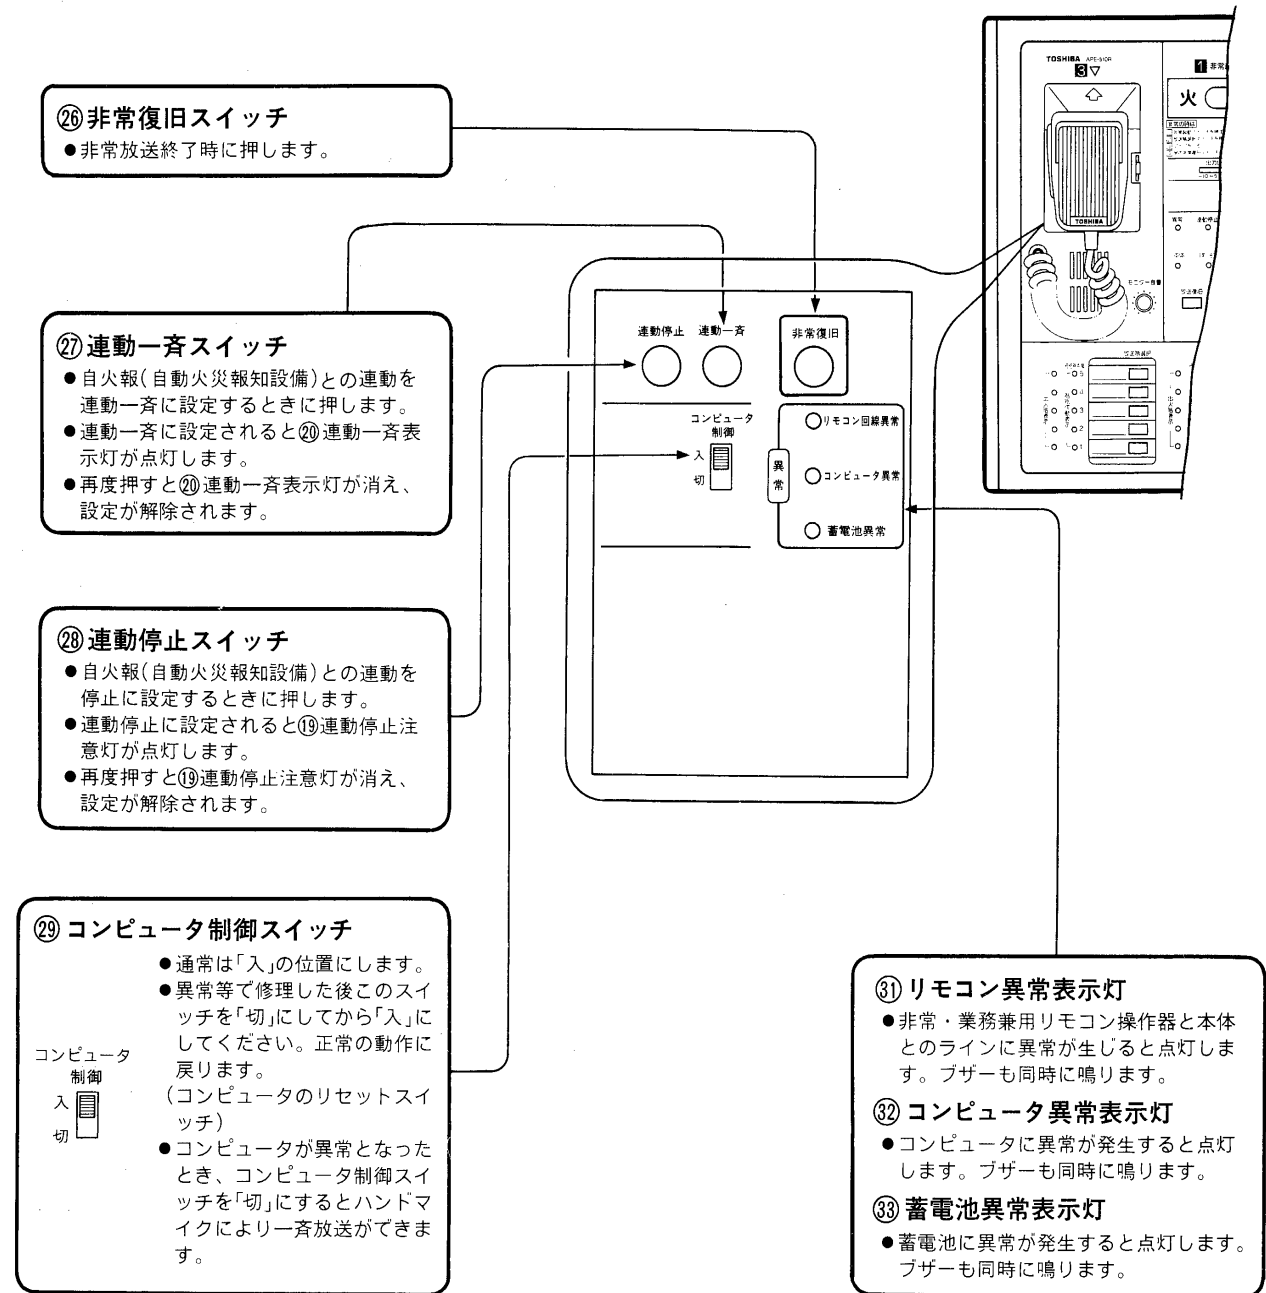 ㉖非常復旧スイッチ
●非常放送終了時に押します。
㉗連動一斉スイッチ
●自火報(自動火災報知設備)との連動を
連動一斉に設定するときに押します。
●連動一斉に設定されると⑳連動一斉表
示灯が点灯します。
●再度押すと⑳連動一斉表示灯が消え、
設定が解除されます。
㉘連動停止スイッチ
●自火報(自動火災報知設備)との連動を
停止に設定するときに押します。
●連動停止に設定されると⑲連動停止注
意灯が点灯します。
●再度押すと⑲連動停止注意灯が消え、
設定が解除されます。
㉙コンピュータ制御スイッチ
●通常は「入」の位置にします。
●異常等で修理した後このスイ
ッチを「切」にしてから「入」に
してください。正常の動作に
戻ります。
(コンピュータのリセットスイ
ッチ)
●コンピュータが異常となった
とき、コンピュータ制御スイ
ッチを「切」にするとハンドマ
イクにより一斉放送ができま
す。
コンピュータ
制御
入
切
連動停止
連動一斉
非常復旧
コンピュータ
制御
入
切
異常
リモコン回線異常
コンピュータ異常
蓄電池異常
TOSHIBA APE-510R
3▽
1 非常
火
TOSHIBA
モニター音量
㉛リモコン異常表示灯
●非常・業務兼用リモコン操作器と本体
とのラインに異常が生じると点灯しま
す。ブザーも同時に鳴ります。
㉜コンピュータ異常表示灯
●コンピュータに異常が発生すると点灯
します。ブザーも同時に鳴ります。
㉝蓄電池異常表示灯
●蓄電池に異常が発生すると点灯します。
ブザーも同時に鳴ります。